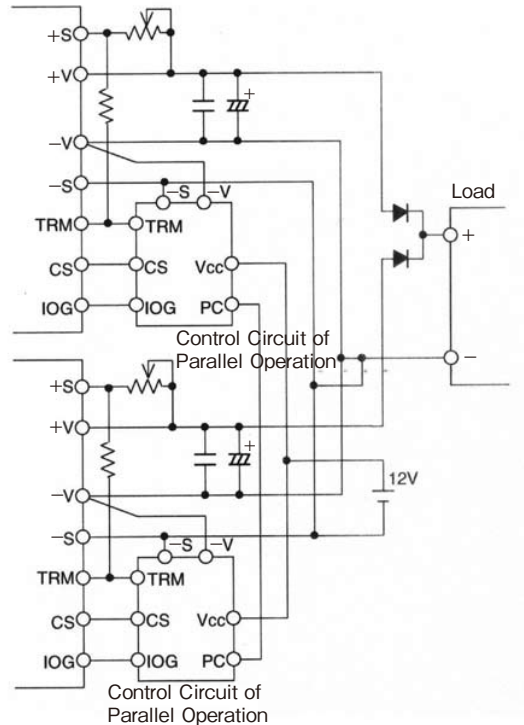 +S
+V
+
−V
−S
−S −V
Load
TRM TRM
+
CS CS Vcc
IOG IOG PC
Control Circuit of
Parallel Operation
−
+S
+V
+
12V
−V
−S
−S −V
TRM TRM
CS CS Vcc
IOG IOG PC
Control Circuit of
Parallel Operation